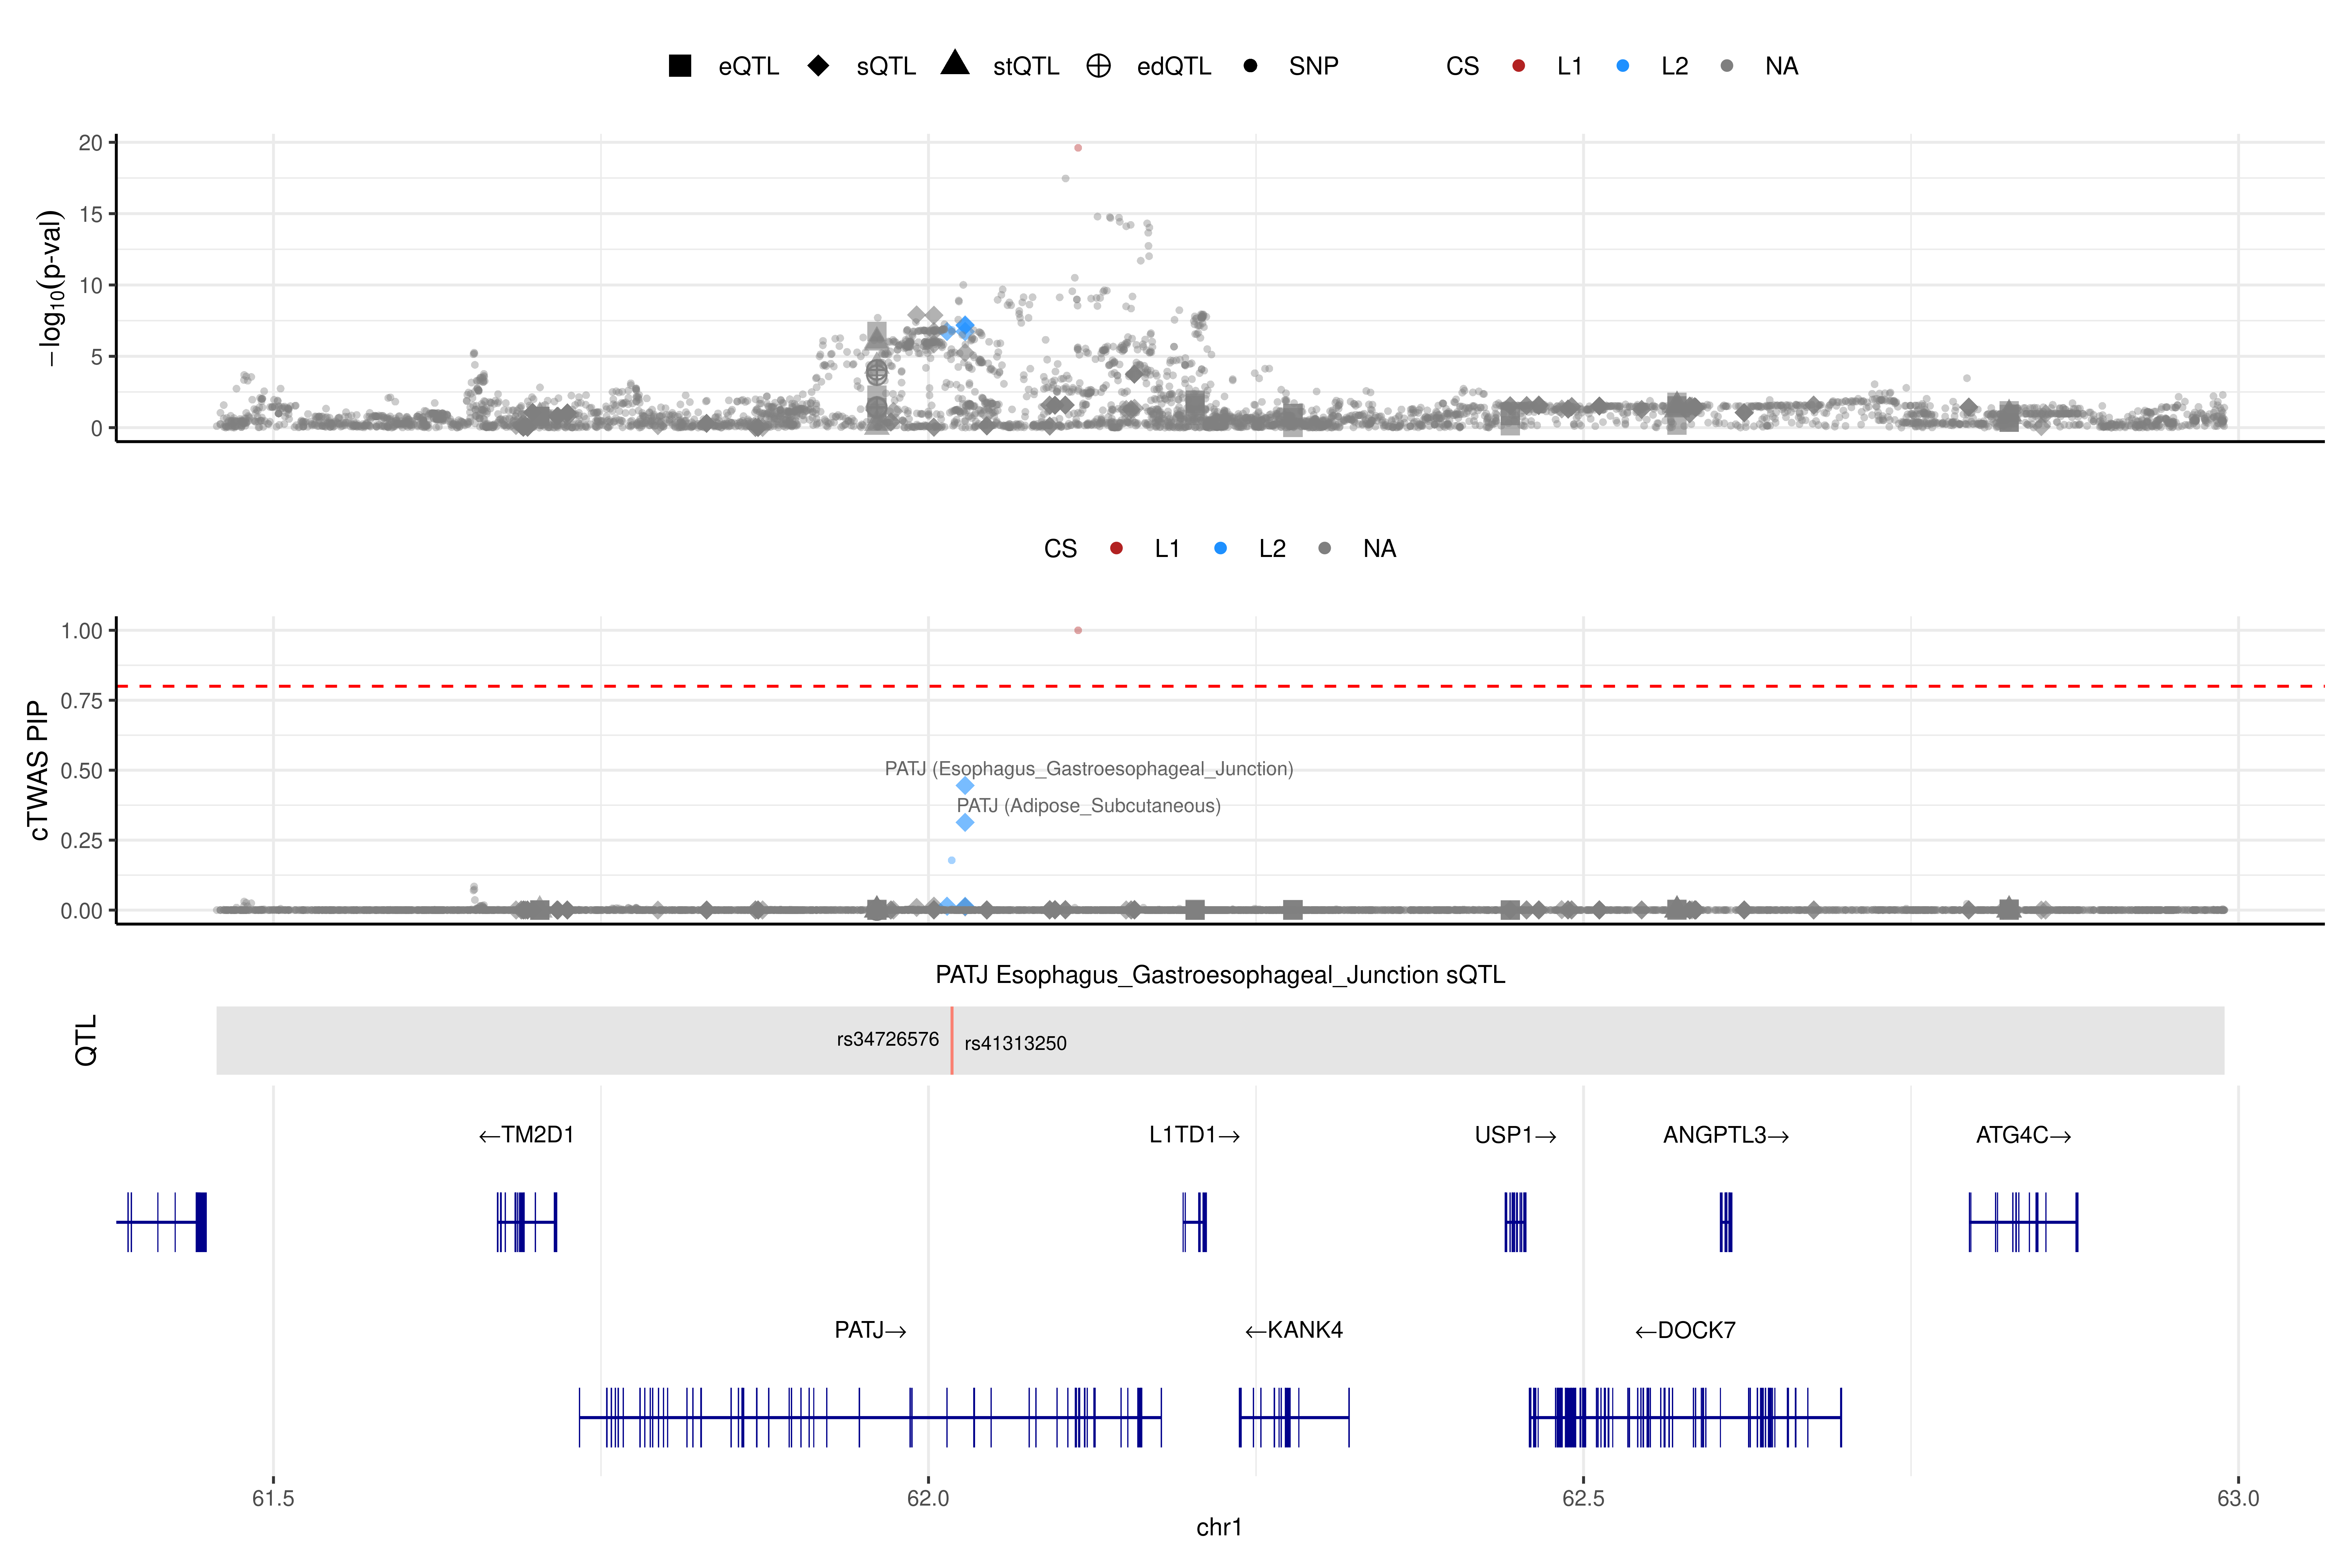 eQTL sQTL stQTL edQTL SNP CS L1 L2 NA
20
15
10
5
0
−log10(p-val)
CS L1 L2 NA
1.00
0.75
0.50
0.25
0.00
cTWAS PIP
PATJ (Esophagus_Gastroesophageal_Junction)
PATJ (Adipose_Subcutaneous)
PATJ Esophagus_Gastroesophageal_Junction sQTL
QTL
rs34726576
rs41313250
←TM2D1 L1TD1→ USP1→ ANGPTL3→ ATG4C→
PATJ→ ←KANK4 ←DOCK7
61.5 62.0 62.5 63.0
chr1